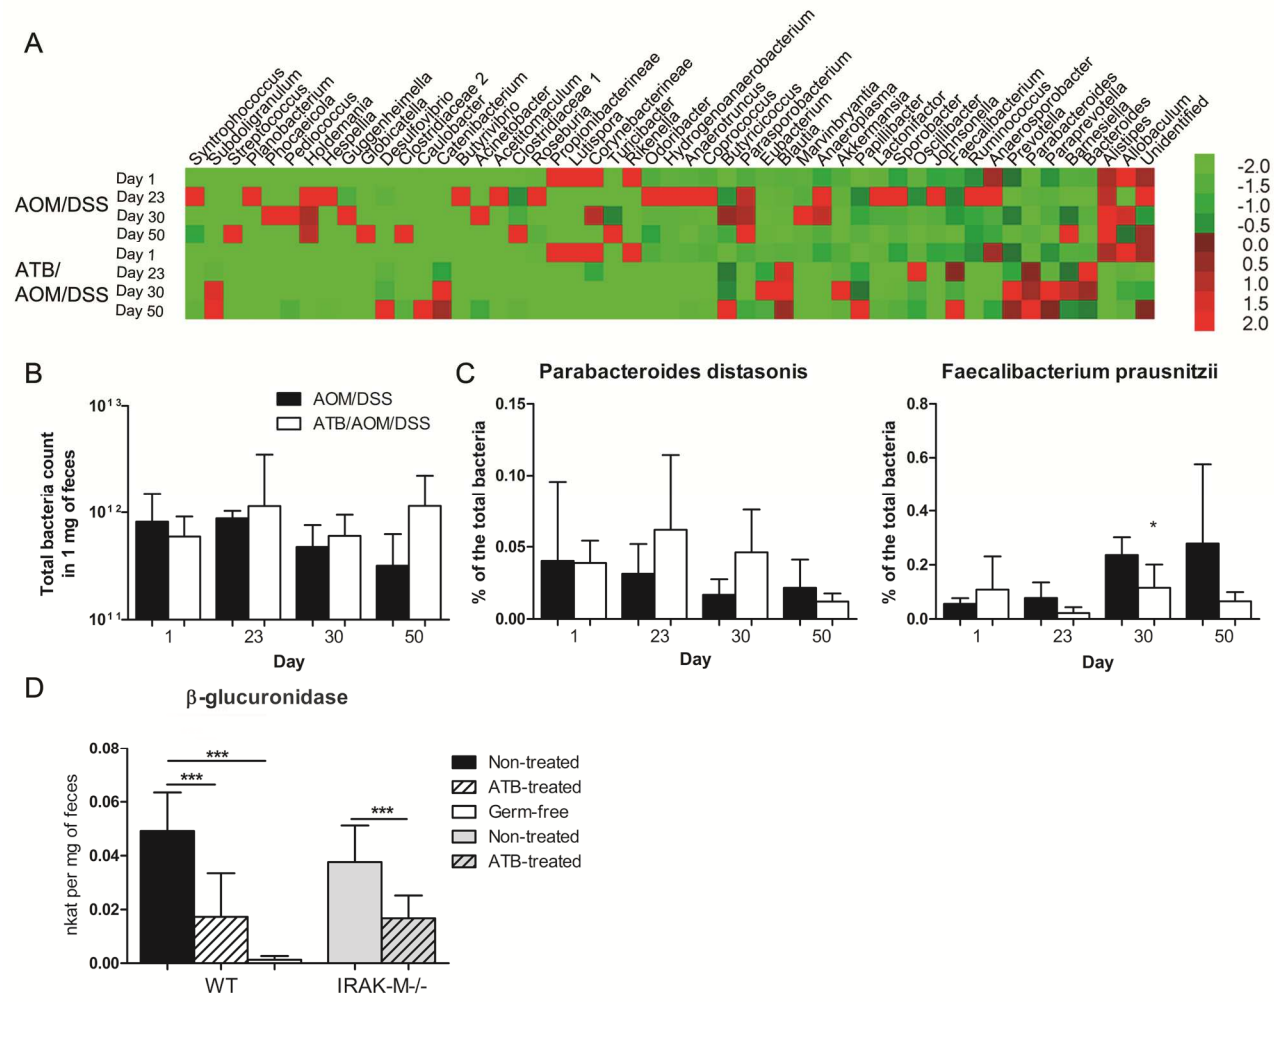 A
Syntrophococcus
Subdoligranulum
Streptococcus
Planobacterium
Phocaeicola
Pediococcus
Holdemania
Hespellia
Guggenheimella
Globicatella
Desulfovibrio
Clostridiaceae 2
Caulobacter
Catenibacterium
Butyrivibrio
Acinetobacter
Acetitomaculum
Clostridiaceae 1
Roseburia
Propionibacterineae
Lutispora
Corynebacterineae
Turicibacter
Rikenella
Odoribacter
Hydrogenoanaerobacterium
Anaerotruncus
Coprococcus
Butyricicoccus
Parasporobacterium
Eubacterium
Blautia
Marvinbryantia
Anaeroplasma
Akkermansia
Papillibacter
Lactonifactor
Sporobacter
Oscillibacter
Johnsonella
Faecalibacterium
Ruminococcus
Anaerosporobacter
Prevotella
Parabacteroides
Paraprevotella
Barnesiella
Bacteroides
Alistipes
Allobaculum
Unidentified
AOM/DSS
Day 1
Day 23
Day 30
Day 50
ATB/
AOM/DSS
Day 1
Day 23
Day 30
Day 50
-2.0
-1.5
-1.0
-0.5
0.0
0.5
1.0
1.5
2.0
B
AOM/DSS
ATB/AOM/DSS
Total bacteria count
in 1 mg of feces
10¹³
10¹²
10¹¹
1 23 30 50
Day
C
Parabacteroides distasonis
% of the total bacteria
0.15
0.10
0.05
0.00
1 23 30 50
Day
Faecalibacterium prausnitzii
% of the total bacteria
0.8
0.6
0.4
0.2
0.0
*
1 23 30 50
Day
D
β-glucuronidase
nkat per mg of feces
0.08
0.06
0.04
0.02
0.00
***
***
***
WT IRAK-M-/-
Non-treated
ATB-treated
Germ-free
Non-treated
ATB-treated